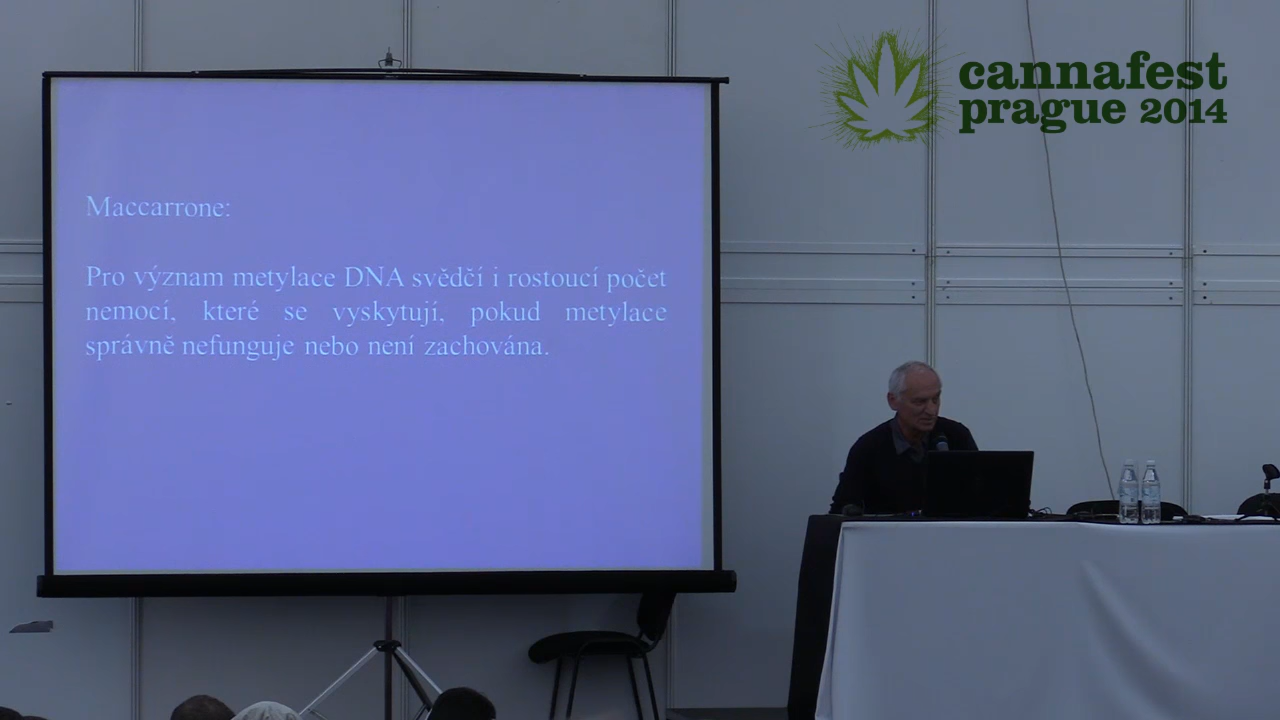 cannafest
prague 2014
Maccarrone:
Pro význam metylace DNA svědčí i rostoucí počet
nemocí, které se vyskytují, pokud metylace
správně nefunguje nebo není zachována.